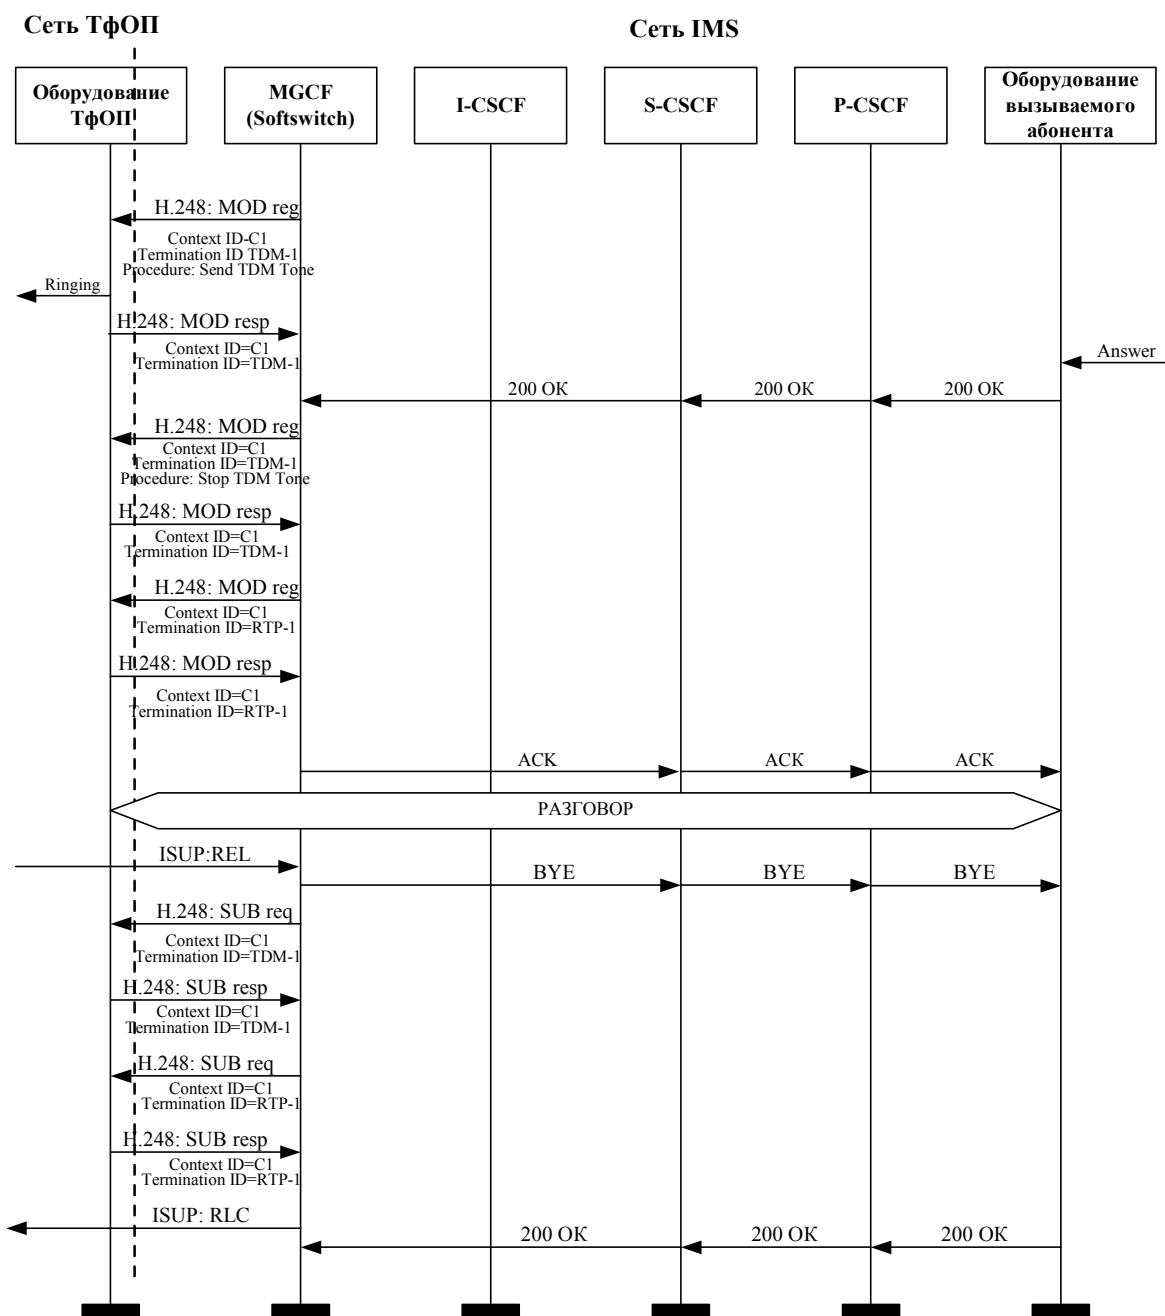 Сеть ТфОП
Сеть IMS
Оборудование
ТфОП
MGCF
(Softswitch)
I-CSCF
S-CSCF
P-CSCF
Оборудование
вызываемого
абонента
H.248: MOD reg
Context ID-C1
Termination ID TDM-1
Procedure: Send TDM Tone
Ringing
H.248: MOD resp
Context ID=C1
Termination ID=TDM-1
Answer
200 OK
200 OK
200 OK
H.248: MOD reg
Context ID=C1
Termination ID=TDM-1
Procedure: Stop TDM Tone
H.248: MOD resp
Context ID=C1
Termination ID=TDM-1
H.248: MOD reg
Context ID=C1
Termination ID=RTP-1
H.248: MOD resp
Context ID=C1
Termination ID=RTP-1
ACK
ACK
ACK
РАЗГОВОР
ISUP:REL
BYE
BYE
BYE
H.248: SUB req
Context ID=C1
Termination ID=TDM-1
H.248: SUB resp
Context ID=C1
Termination ID=TDM-1
H.248: SUB req
Context ID=C1
Termination ID=RTP-1
H.248: SUB resp
Context ID=C1
Termination ID=RTP-1
ISUP: RLC
200 OK
200 OK
200 OK